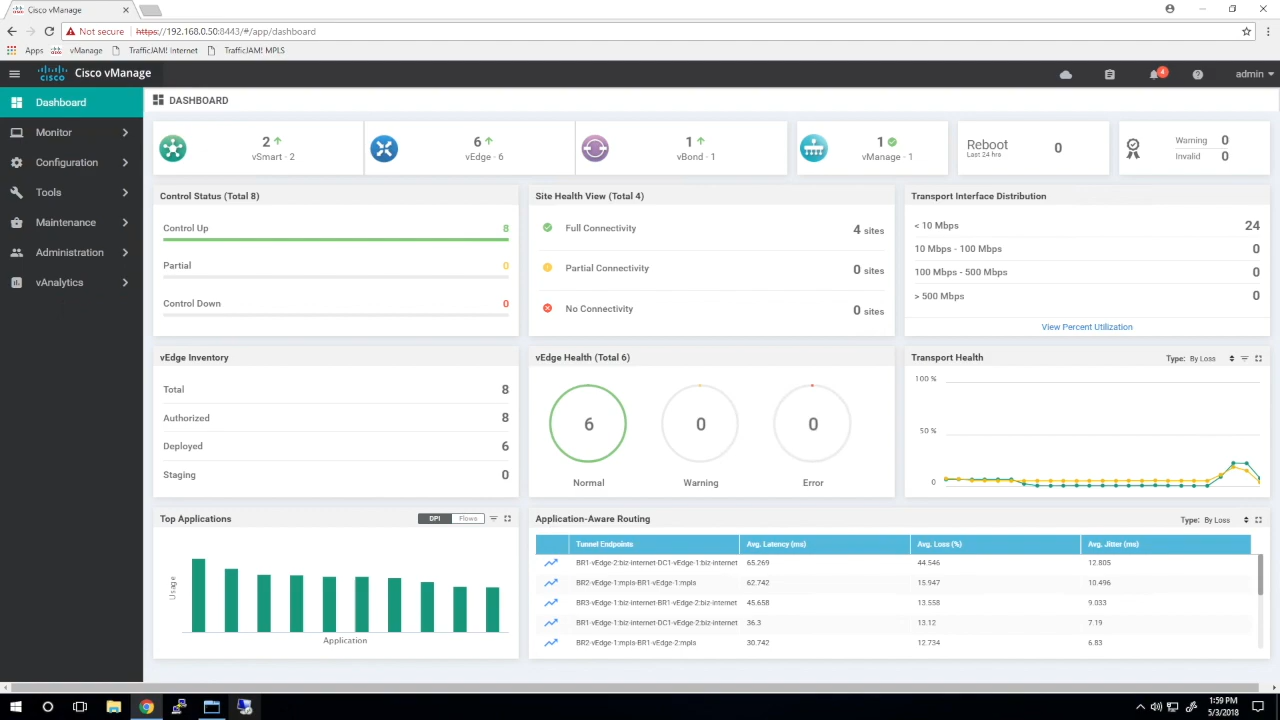 Cisco vManage
Not secure https://192.168.0.50:8443/#/app/dashboard
Apps vManage TrafficJAM! Internet TrafficJAM! MPLS
CISCO Cisco vManage 4 admin
Dashboard
Monitor
Configuration
Tools
Maintenance
Administration
vAnalytics
DASHBOARD
2
vSmart - 2
6
vEdge - 6
1
vBond - 1
1
vManage - 1
Reboot
Last 24 hrs
0
Warning 0
Invalid 0
Control Status (Total 8)
Control Up 8
Partial 0
Control Down 0
Site Health View (Total 4)
Full Connectivity 4 sites
Partial Connectivity 0 sites
No Connectivity 0 sites
Transport Interface Distribution
< 10 Mbps 24
10 Mbps - 100 Mbps 0
100 Mbps - 500 Mbps 0
> 500 Mbps 0
View Percent Utilization
vEdge Inventory
Total 8
Authorized 8
Deployed 6
Staging 0
vEdge Health (Total 6)
6 0 0
Normal Warning Error
Transport Health Type: By Loss
100 %
50 %
0
Top Applications DPI Flows
Usage
Application
Application-Aware Routing Type: By Loss
Tunnel Endpoints Avg. Latency (ms) Avg. Loss (%) Avg. Jitter (ms)
BR1-vEdge-2:biz-internet-DC1-vEdge-1:biz-internet 65.269 44.546 12.805
BR2-vEdge-1:mpls-BR1-vEdge-1:mpls 62.742 15.947 10.496
BR3-vEdge-1:biz-internet-BR1-vEdge-2:biz-internet 45.658 13.558 9.033
BR1-vEdge-1:biz-internet-DC1-vEdge-2:biz-internet 36.3 13.12 7.19
BR2-vEdge-1:mpls-BR1-vEdge-2:mpls 30.742 12.734 6.83
1:59 PM
5/3/2018